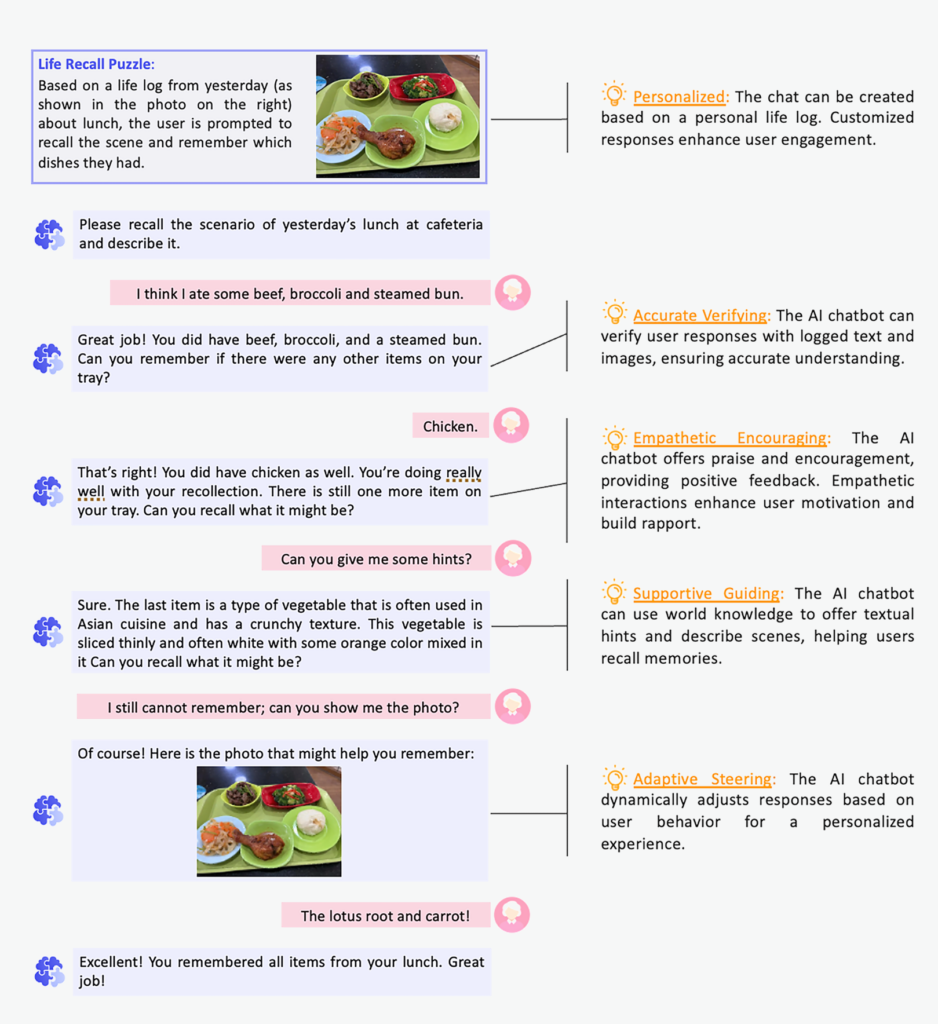 Life Recall Puzzle:
Based on a life log from yesterday (as
shown in the photo on the right)
about lunch, the user is prompted to
recall the scene and remember which
dishes they had.
Personalized: The chat can be created
based on a personal life log. Customized
responses enhance user engagement.
Please recall the scenario of yesterday's lunch at cafeteria
and describe it.
I think I ate some beef, broccoli and steamed bun.
Great job! You did have beef, broccoli, and a steamed bun.
Can you remember if there were any other items on your
tray?
Accurate Verifying: The AI chatbot can
verify user responses with logged text and
images, ensuring accurate understanding.
Chicken.
That's right! You did have chicken as well. You're doing really
well with your recollection. There is still one more item on
your tray. Can you recall what it might be?
Empathetic Encouraging: The AI
chatbot offers praise and encouragement,
providing positive feedback. Empathetic
interactions enhance user motivation and
build rapport.
Can you give me some hints?
Sure. The last item is a type of vegetable that is often used in
Asian cuisine and has a crunchy texture. This vegetable is
sliced thinly and often white with some orange color mixed in
it Can you recall what it might be?
Supportive Guiding: The AI chatbot
can use world knowledge to offer textual
hints and describe scenes, helping users
recall memories.
I still cannot remember; can you show me the photo?
Of course! Here is the photo that might help you remember:
Adaptive Steering: The AI chatbot
dynamically adjusts responses based on
user behavior for a personalized
experience.
The lotus root and carrot!
Excellent! You remembered all items from your lunch. Great
job!